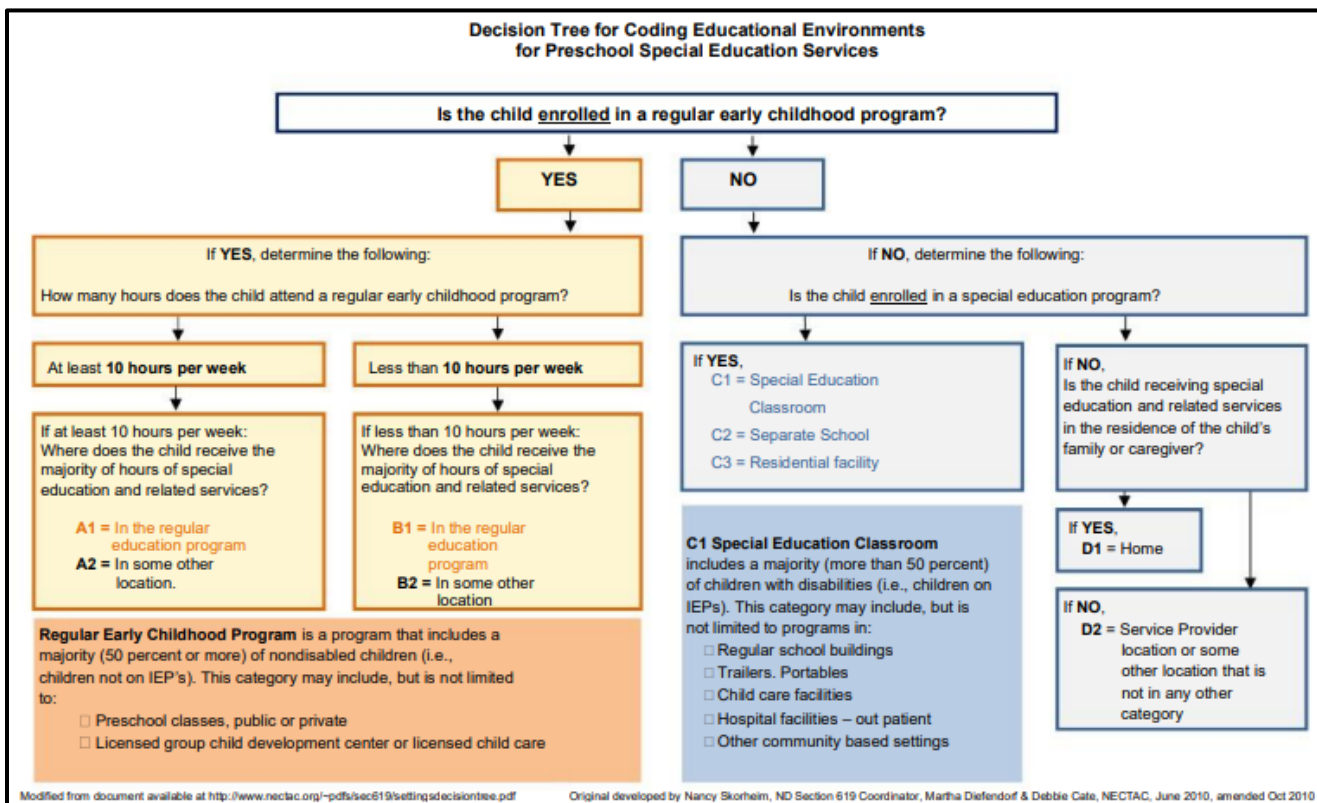 Decision Tree for Coding Educational Environments
for Preschool Special Education Services
Is the child enrolled in a regular early childhood program?
YES
NO
If YES, determine the following:
How many hours does the child attend a regular early childhood program?
At least 10 hours per week
Less than 10 hours per week
If at least 10 hours per week:
Where does the child receive the
majority of hours of special
education and related services?
A1 = In the regular
education program
A2 = In some other
location.
If less than 10 hours per week:
Where does the child receive the
majority of hours of special
education and related services?
B1 = In the regular
education
program
B2 = In some other
location
Regular Early Childhood Program is a program that includes a
majority (50 percent or more) of nondisabled children (i.e.,
children not on IEP's). This category may include, but is not limited
to:
□ Preschool classes, public or private
□ Licensed group child development center or licensed child care
If NO, determine the following:
Is the child enrolled in a special education program?
If YES,
C1 = Special Education
Classroom
C2 = Separate School
C3 = Residential facility
C1 Special Education Classroom
includes a majority (more than 50 percent)
of children with disabilities (i.e., children on
IEPs). This category may include, but is
not limited to programs in:
□ Regular school buildings
□ Trailers. Portables
□ Child care facilities
□ Hospital facilities – out patient
□ Other community based settings
If NO,
Is the child receiving special
education and related services
in the residence of the child's
family or caregiver?
If YES,
D1 = Home
If NO,
D2 = Service Provider
location or some
other location that is
not in any other
category
Modified from document available at http://www.nectac.org/~pdfs/sec619/settingsdecisiontree.pdf
Original developed by Nancy Skorheim, ND Section 619 Coordinator, Martha Diefendorf & Debbie Cate, NECTAC, June 2010, amended Oct 2010